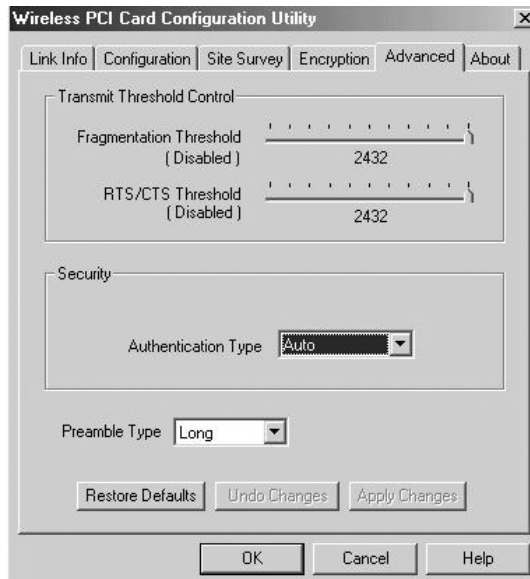 Wireless PCI Card Configuration Utility
Link Info Configuration Site Survey Encryption Advanced About
Transmit Threshold Control
Fragmentation Threshold
( Disabled )
2432
RTS/CTS Threshold
( Disabled )
2432
Security
Authentication Type Auto
Preamble Type Long
Restore Defaults Undo Changes Apply Changes
OK Cancel Help